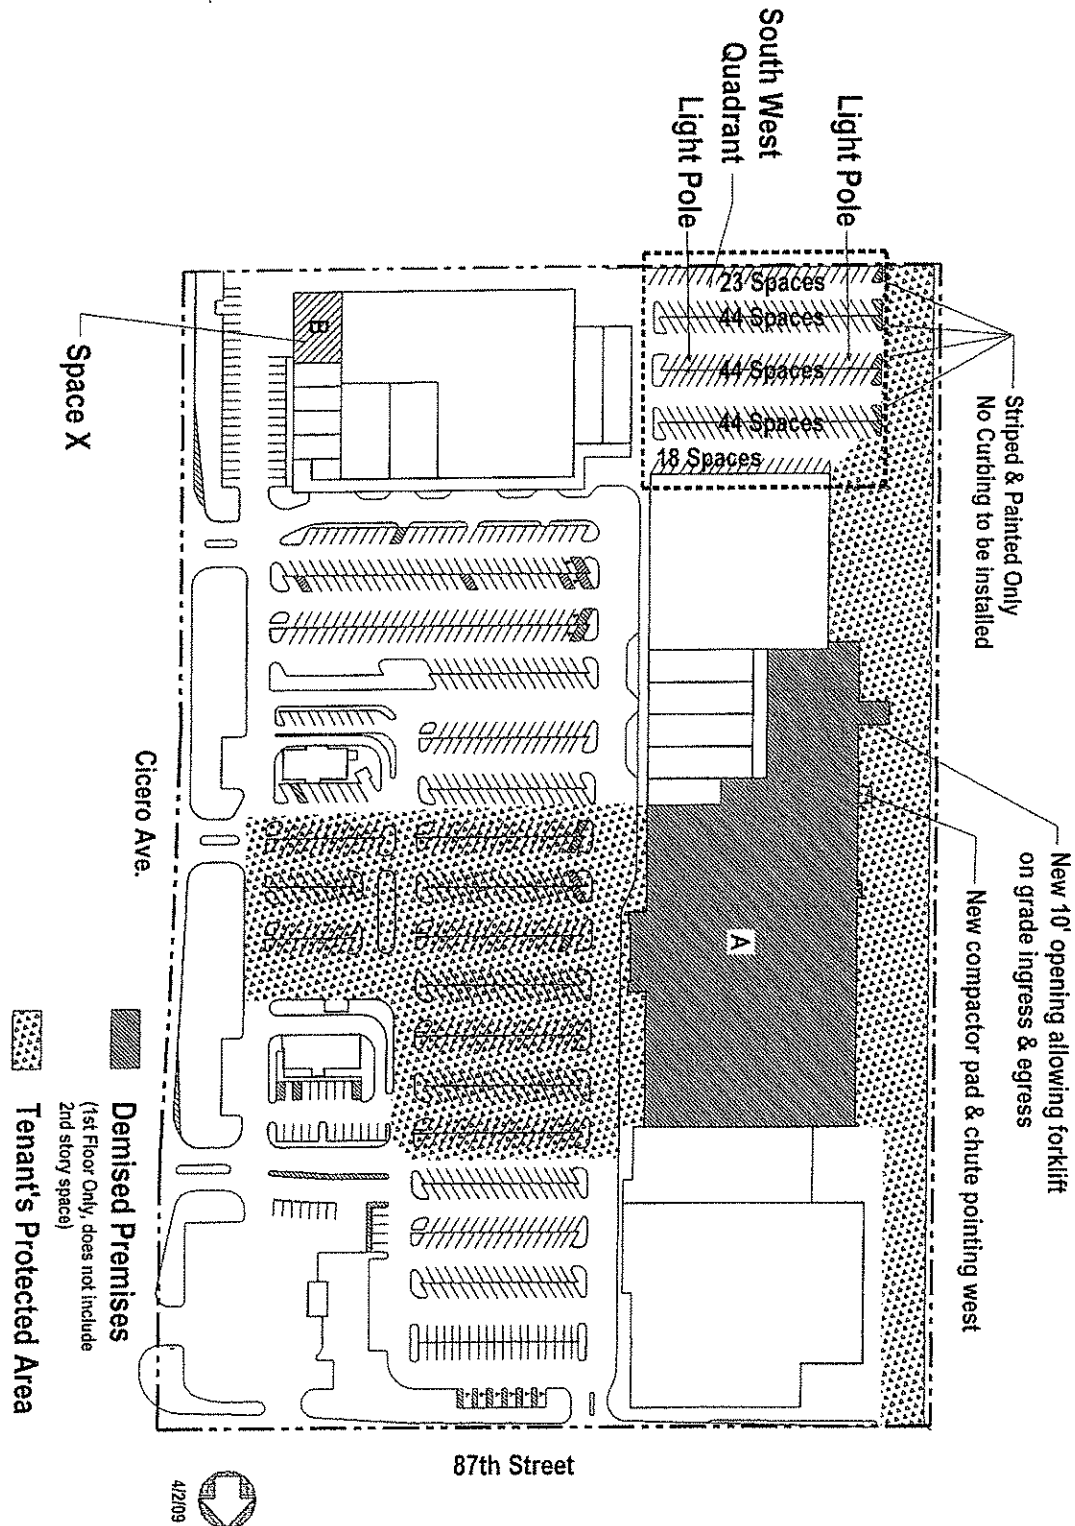 South West
Quadrant
Light Pole
Light Pole
23 Spaces
44 Spaces
44 Spaces
44 Spaces
18 Spaces
Striped & Painted Only
No Curbing to be installed
New 10' opening allowing forklift
on grade ingress & egress
New compactor pad & chute pointing west
B
Space X
A
Cicero Ave.
87th Street
Demised Premises
(1st Floor Only, does not include
2nd story space)
Tenant's Protected Area
4/2/09